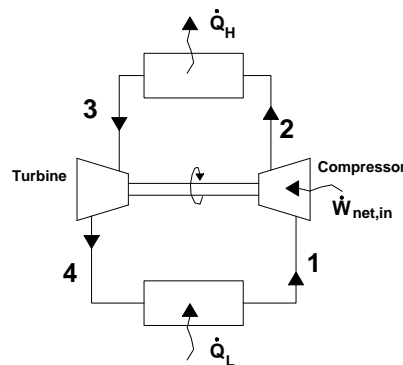 Q̇H
3
2
Turbine
Compressor
Ẇnet,in
4
1
Q̇L